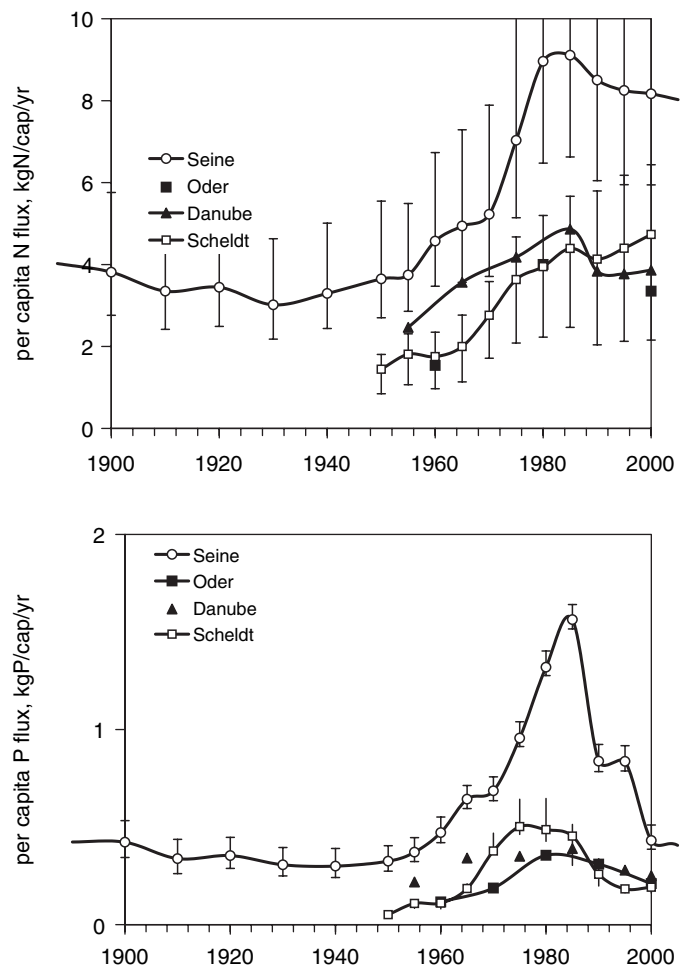 per capita N flux, kgN/cap/yr
10
8
6
4
2
0
Seine
Oder
Danube
Scheldt
1900 1920 1940 1960 1980 2000
per capita P flux, kgP/cap/yr
2
1
0
Seine
Oder
Danube
Scheldt
1900 1920 1940 1960 1980 2000